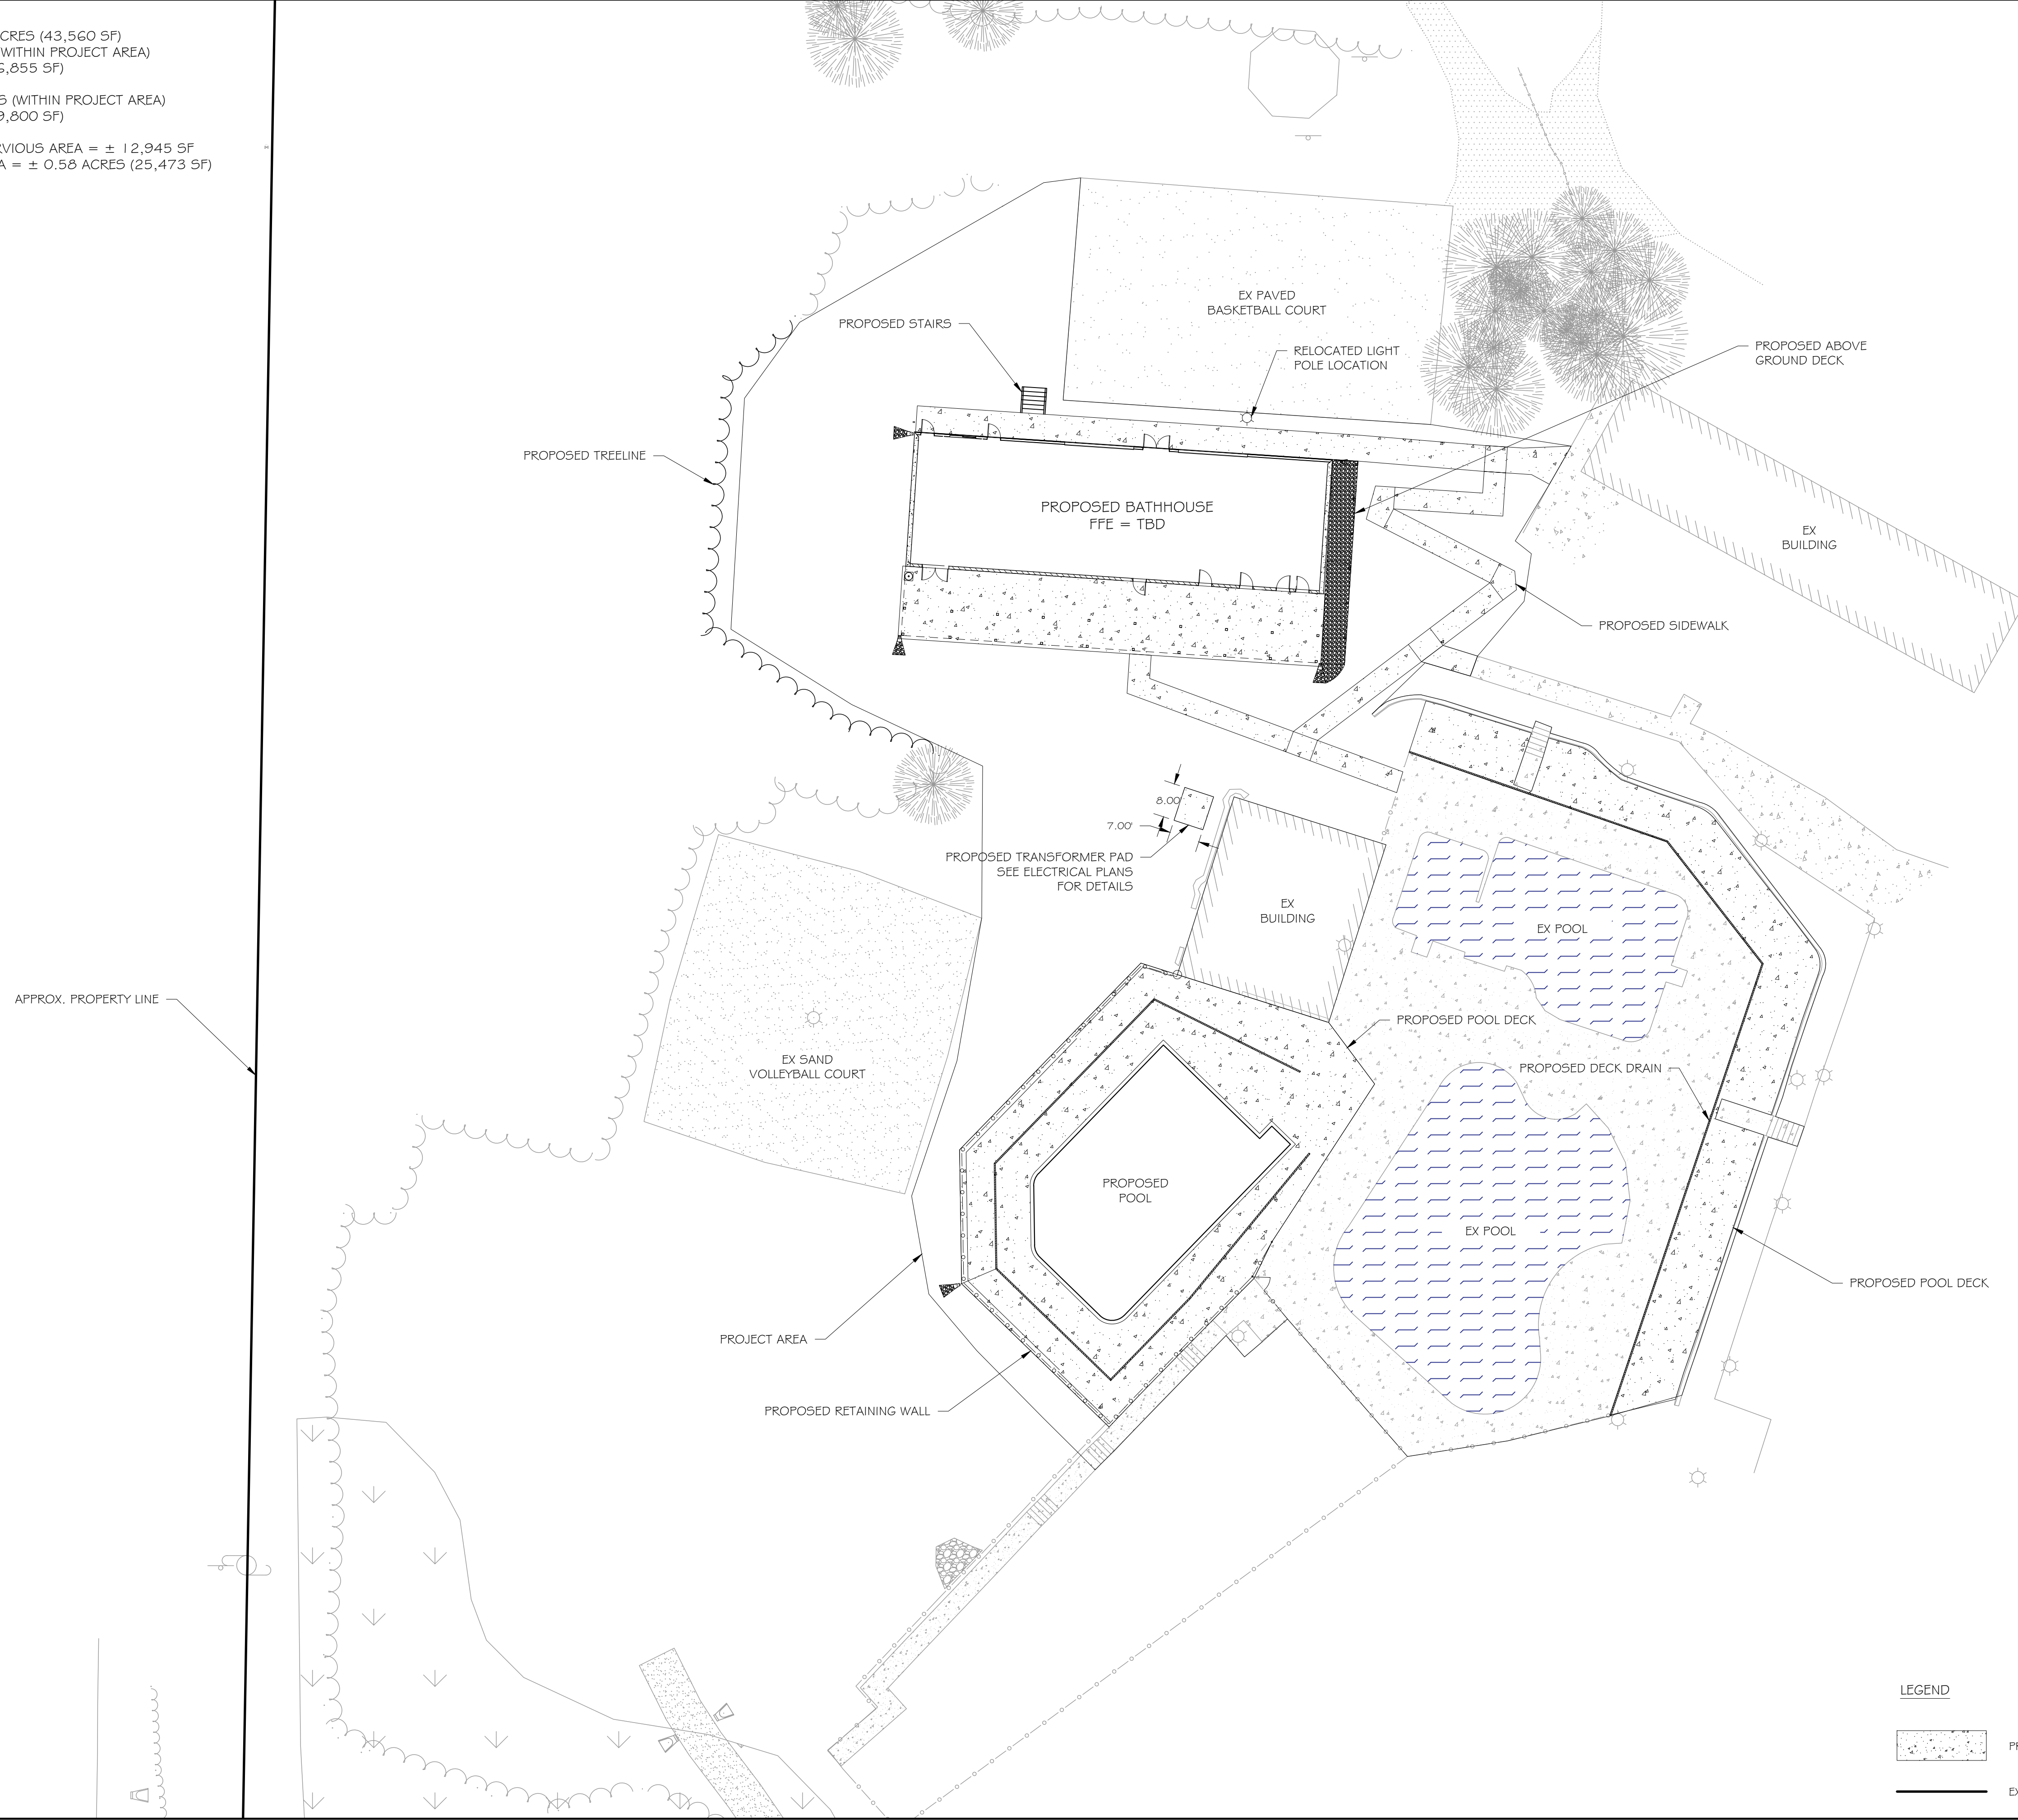 CRES (43,560 SF)
WITHIN PROJECT AREA)
,855 SF)
S (WITHIN PROJECT AREA)
9,800 SF)
RVIOUS AREA = ± 12,945 SF
A = ± 0.58 ACRES (25,473 SF)
EX PAVED
BASKETBALL COURT
PROPOSED STAIRS
RELOCATED LIGHT
POLE LOCATION
PROPOSED ABOVE
GROUND DECK
PROPOSED TREELINE
PROPOSED BATHHOUSE
FFE = TBD
EX
BUILDING
PROPOSED SIDEWALK
8.00'
7.00'
PROPOSED TRANSFORMER PAD
SEE ELECTRICAL PLANS
FOR DETAILS
EX
BUILDING
EX POOL
APPROX. PROPERTY LINE
PROPOSED POOL DECK
EX SAND
VOLLEYBALL COURT
PROPOSED DECK DRAIN
PROPOSED
POOL
EX POOL
PROPOSED POOL DECK
PROJECT AREA
PROPOSED RETAINING WALL
LEGEND